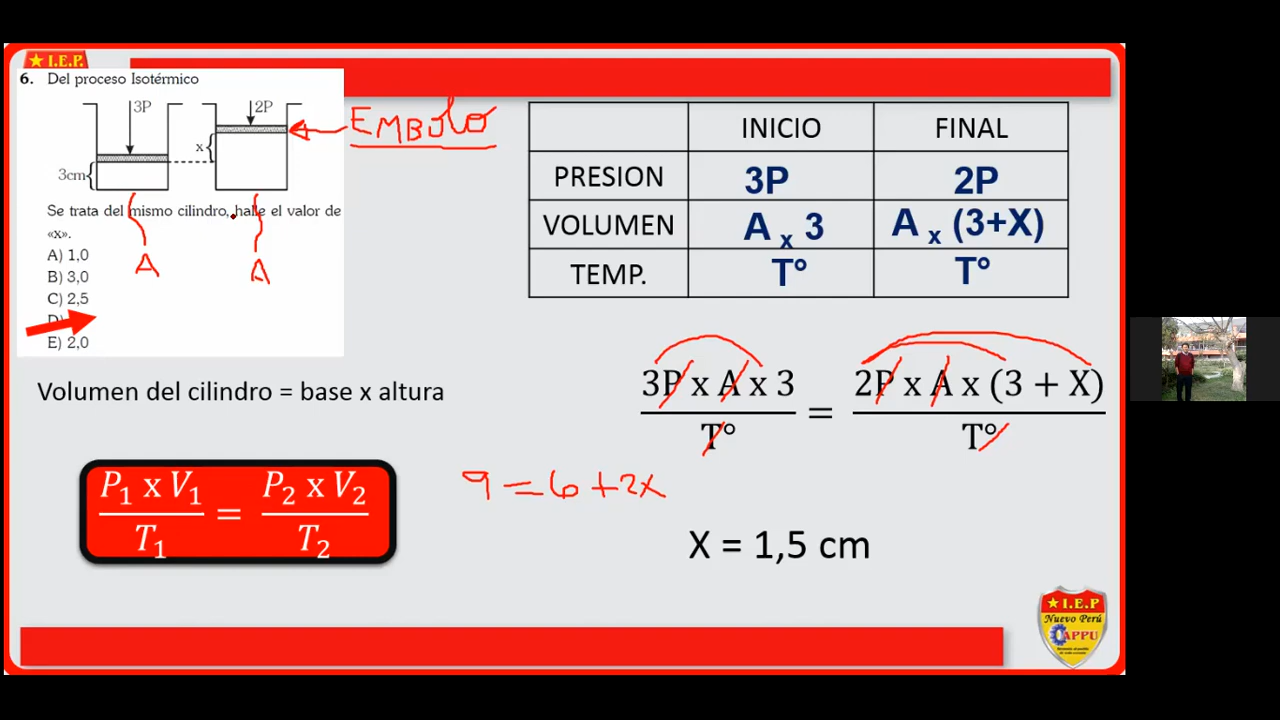 ★ I.E.P.
6. Del proceso Isotérmico
3P
2P
x
3cm
EMBOLO
Se trata del mismo cilindro, halle el valor de
«x».
A) 1,0
B) 3,0
C) 2,5
D)
E) 2,0
A
A
INICIO FINAL
PRESION 3P 2P
VOLUMEN A x 3 A x (3+X)
TEMP. T° T°
Volumen del cilindro = base x altura
3P x A x 3 / T° = 2P x A x (3 + X) / T°
P₁ x V₁ / T₁ = P₂ x V₂ / T₂
9 = 6 + 2x
X = 1,5 cm
★ I.E.P
Nuevo Perú
APPU